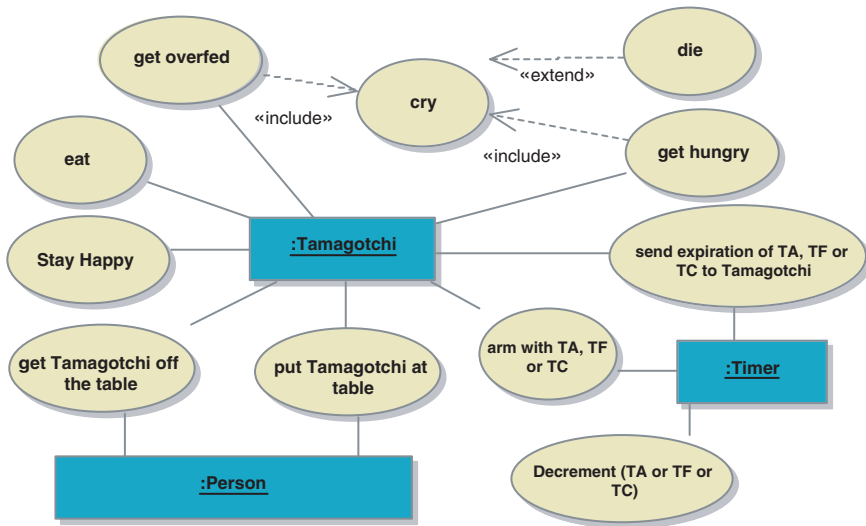 get overfed
die
«extend»
cry
«include»
«include»
get hungry
eat
:Tamagotchi
Stay Happy
send expiration of TA, TF or
TC to Tamagotchi
get Tamagotchi off
the table
put Tamagotchi at
table
arm with TA, TF
or TC
:Timer
:Person
Decrement (TA or TF or
TC)